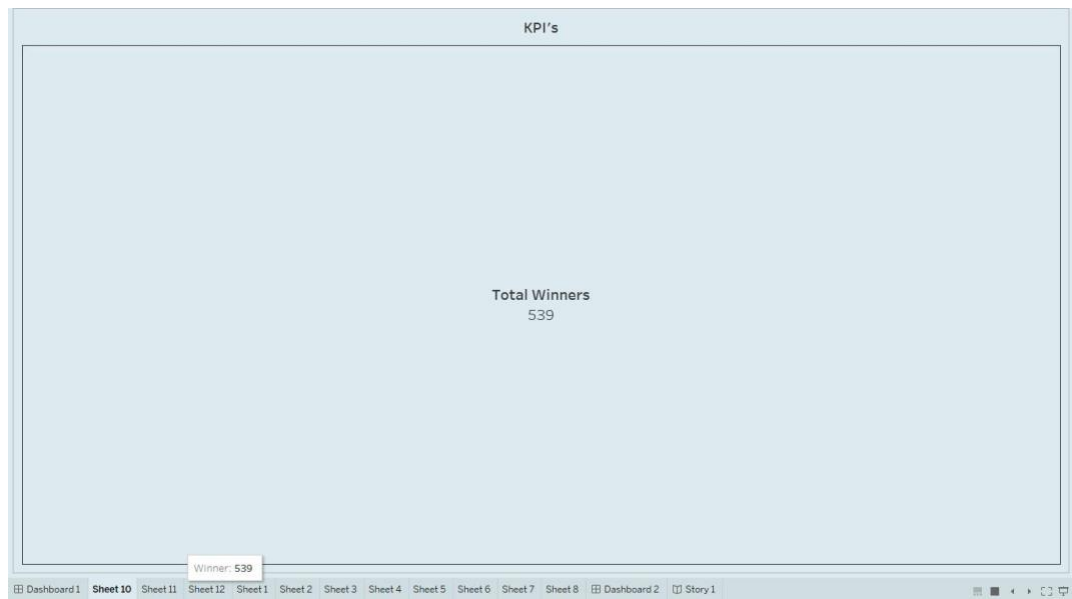 KPI's
Total Winners
539
Winner: 539
Dashboard 1 Sheet 10 Sheet 11 Sheet 12 Sheet 1 Sheet 2 Sheet 3 Sheet 4 Sheet 5 Sheet 6 Sheet 7 Sheet 8 Dashboard 2 Story 1